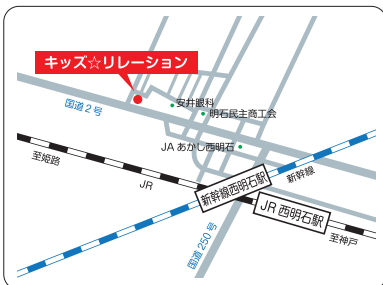 キッズ☆リレーション
国道2号
安井眼科
明石民主商工会
JA あかし西明石
至姫路
JR
新幹線西明石駅
新幹線
JR 西明石駅
至神戸
国道250号